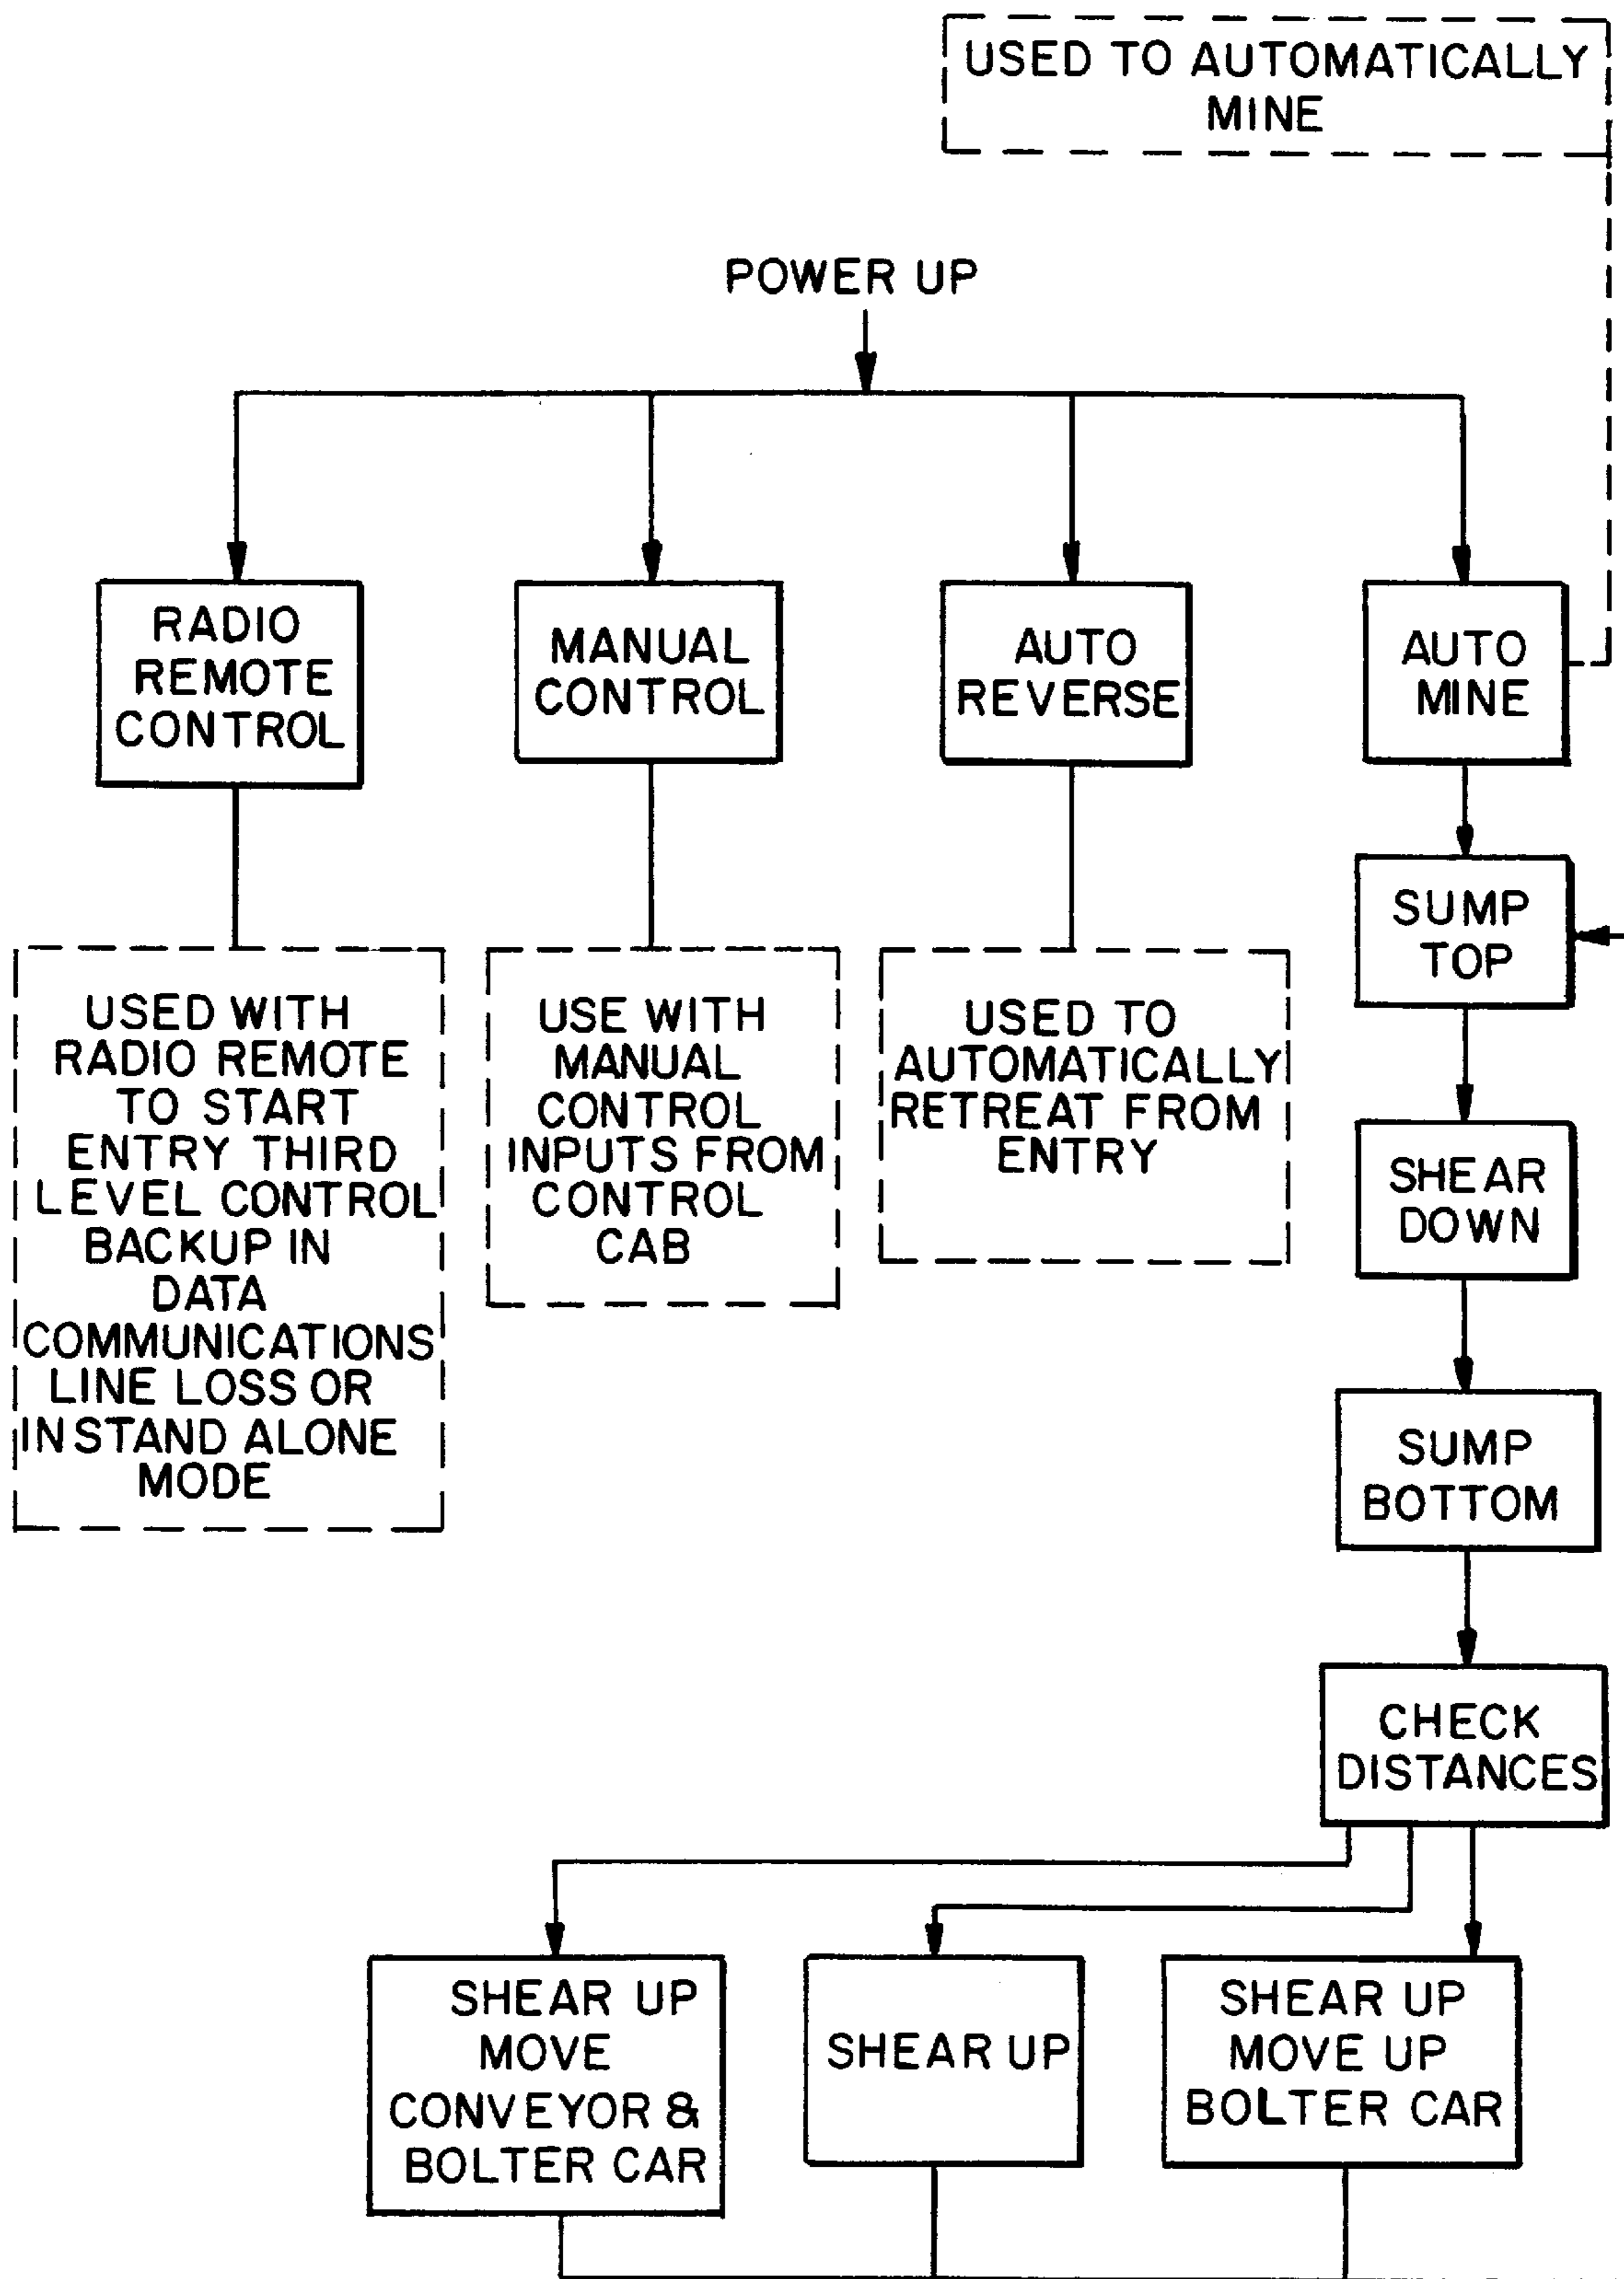 USED TO AUTOMATICALLY
MINE
POWER UP
RADIO
REMOTE
CONTROL
MANUAL
CONTROL
AUTO
REVERSE
AUTO
MINE
SUMP
TOP
USED WITH
RADIO REMOTE
TO START
ENTRY THIRD
LEVEL CONTROL
BACKUP IN
DATA
COMMUNICATIONS
LINE LOSS OR
IN STAND ALONE
MODE
USE WITH
MANUAL
CONTROL
INPUTS FROM
CONTROL
CAB
USED TO
AUTOMATICALLY
RETREAT FROM
ENTRY
SHEAR
DOWN
SUMP
BOTTOM
CHECK
DISTANCES
SHEAR UP
MOVE
CONVEYOR &
BOLTER CAR
SHEAR UP
SHEAR UP
MOVE UP
BOLTER CAR